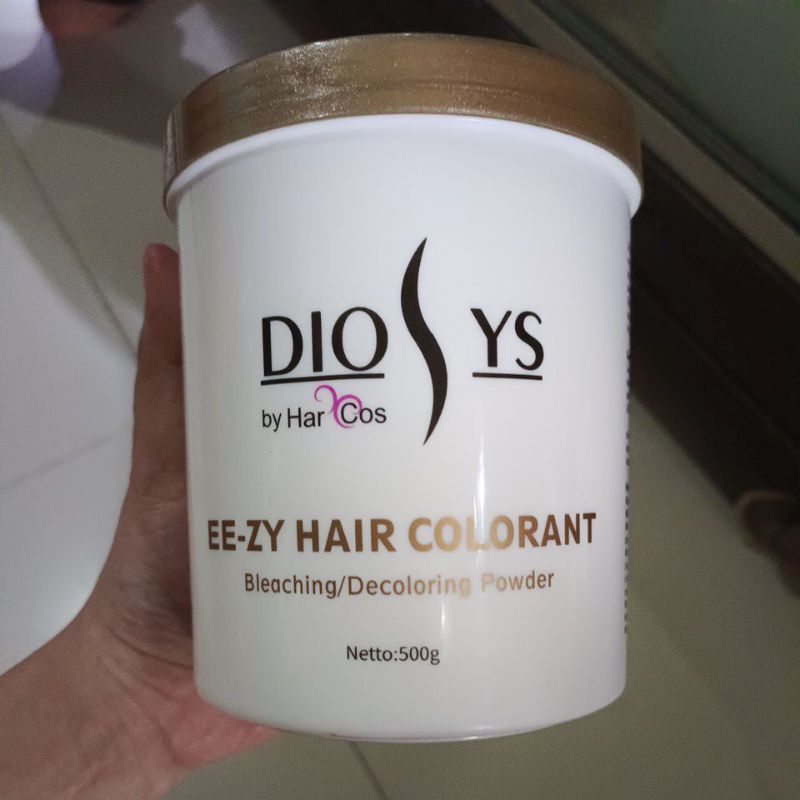 DIOSYS
by HarCos
EE-ZY HAIR COLORANT
Bleaching/Decoloring Powder
Netto:500g